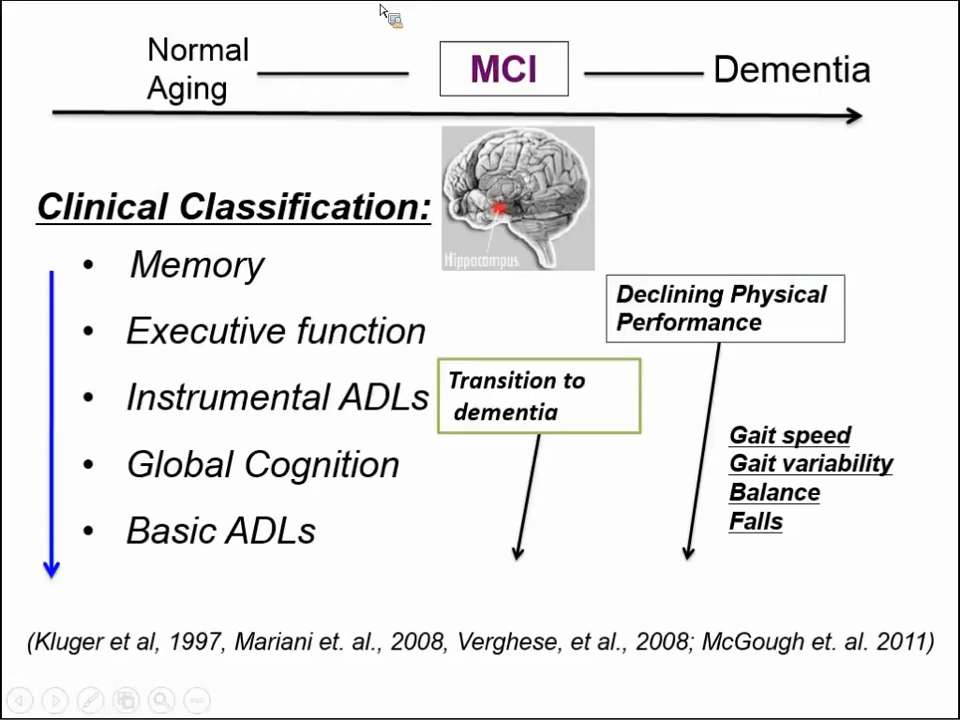 Normal
Aging
MCI
Dementia
Clinical Classification:
Hippocampus
• Memory
• Executive function
• Instrumental ADLs
• Global Cognition
• Basic ADLs
Declining Physical
Performance
Transition to
dementia
Gait speed
Gait variability
Balance
Falls
(Kluger et al, 1997, Mariani et. al., 2008, Verghese, et al., 2008; McGough et. al. 2011)